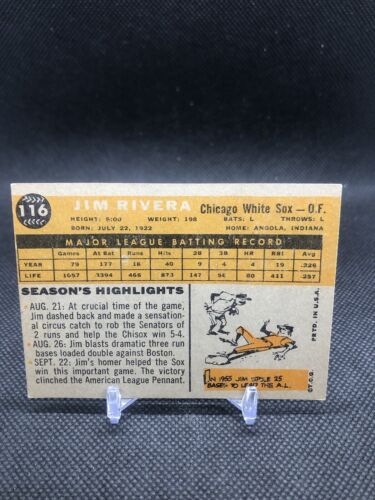 116
JIM RIVERA
Chicago White Sox — O.F.
HEIGHT: 6:00 WEIGHT: 198 BATS: L THROWS: L
BORN: JULY 22, 1922 HOME: ANGOLA, INDIANA
MAJOR LEAGUE BATTING RECORD
Games At Bat Runs Hits 2B 3B HR RBI Avg.
YEAR 79 177 18 40 9 4 4 19 .226
LIFE 1057 3394 466 873 147 54 80 411 .257
SEASON'S HIGHLIGHTS
AUG. 21: At crucial time of the game,
Jim dashed back and made a sensation-
al circus catch to rob the Senators of
2 runs and help the Chisox win 5-4.
AUG. 26: Jim blasts dramatic three run
bases loaded double against Boston.
SEPT. 22: Jim's homer helped the Sox
win this important game. The victory
clinched the American League Pennant.
IN 1955 JIM STOLE 25
BASES TO LEAD THE A.L.
©T.C.G. PRTD. IN U.S.A.